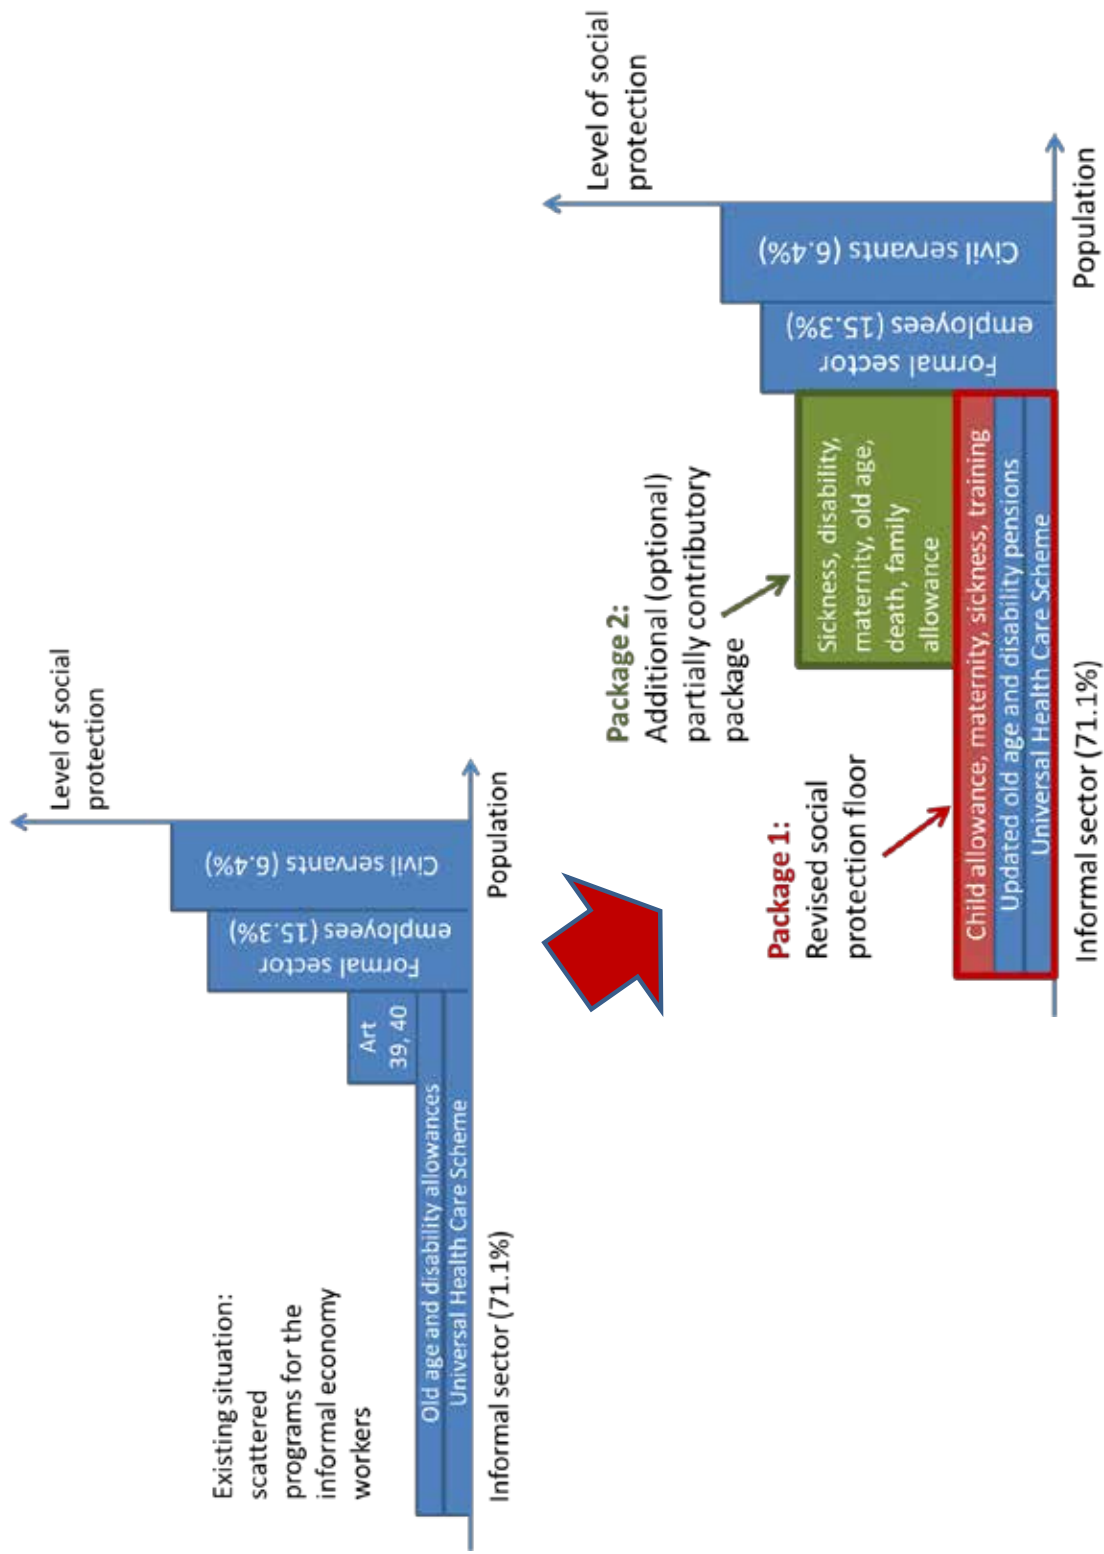 Existing situation:
scattered
programs for the
informal economy
workers
Level of social
protection
Art
39, 40
Old age and disability allowances
Universal Health Care Scheme
Formal sector
employees (15.3%)
Civil servants (6.4%)
Informal sector (71.1%)
Population
Package 1:
Revised social
protection floor
Package 2:
Additional (optional)
partially contributory
package
Level of social
protection
Sickness, disability,
maternity, old age,
death, family
allowance
Child allowance, maternity, sickness, training
Updated old age and disability pensions
Universal Health Care Scheme
Formal sector
employees (15.3%)
Civil servants (6.4%)
Informal sector (71.1%)
Population